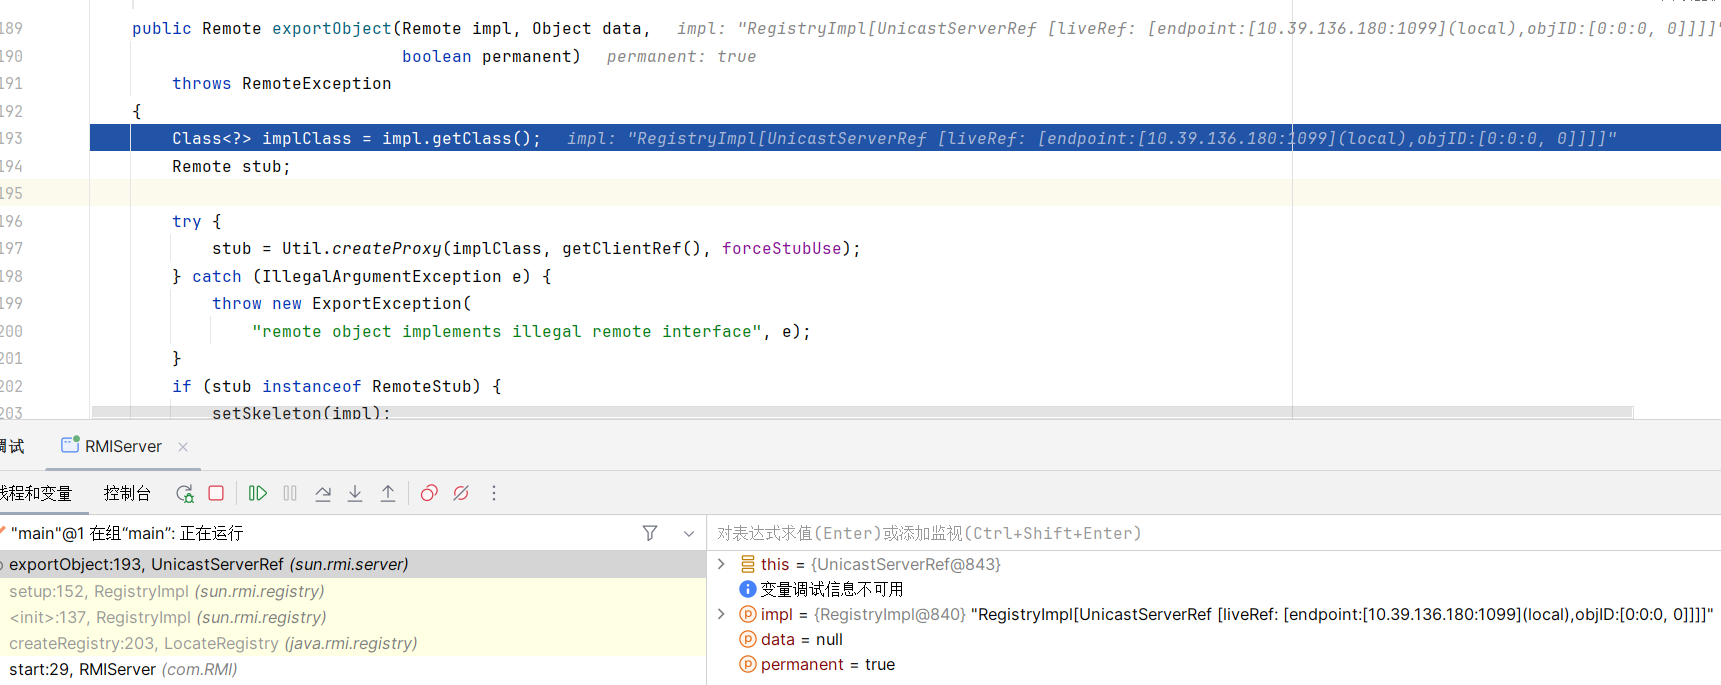 189 public Remote exportObject(Remote impl, Object data, impl: "RegistryImpl[UnicastServerRef [liveRef: [endpoint:[10.39.136.180:1099](local),objID:[0:0:0, 0]]]]"
190 boolean permanent) permanent: true
191 throws RemoteException
192 {
193 Class<?> implClass = impl.getClass(); impl: "RegistryImpl[UnicastServerRef [liveRef: [endpoint:[10.39.136.180:1099](local),objID:[0:0:0, 0]]]]"
194 Remote stub;
195
196 try {
197 stub = Util.createProxy(implClass, getClientRef(), forceStubUse);
198 } catch (IllegalArgumentException e) {
199 throw new ExportException(
200 "remote object implements illegal remote interface", e);
201 }
202 if (stub instanceof RemoteStub) {
203 setSkeleton(impl);
调试 RMIServer
线程和变量 控制台
"main"@1 在组“main”: 正在运行
对表达式求值(Enter)或添加监视(Ctrl+Shift+Enter)
exportObject:193, UnicastServerRef (sun.rmi.server)
setup:152, RegistryImpl (sun.rmi.registry)
<init>:137, RegistryImpl (sun.rmi.registry)
createRegistry:203, LocateRegistry (java.rmi.registry)
start:29, RMIServer (com.RMI)
this = {UnicastServerRef@843}
变量调试信息不可用
impl = {RegistryImpl@840} "RegistryImpl[UnicastServerRef [liveRef: [endpoint:[10.39.136.180:1099](local),objID:[0:0:0, 0]]]]"
data = null
permanent = true